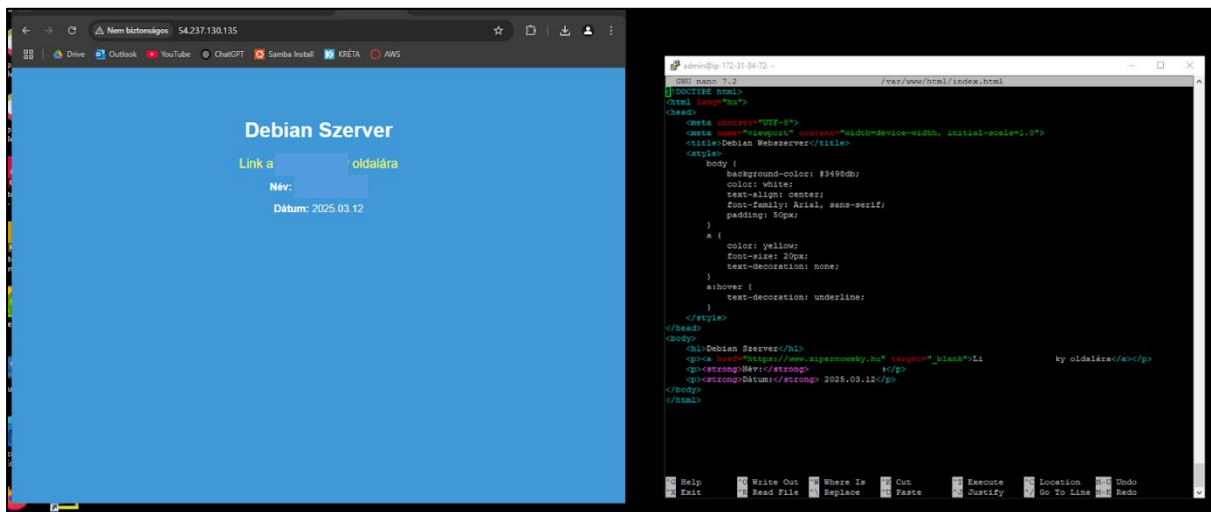 Nem biztonságos 54.237.130.135
Drive Outlook YouTube ChatGPT Samba Install KRÉTA AWS
Debian Szerver
Link a oldalára
Név:
Dátum: 2025.03.12
admin@ip-172-31-84-72: ~
GNU nano 7.2 /var/www/html/index.html
<!DOCTYPE html>
<html lang="hu">
<head>
<meta charset="UTF-8">
<meta name="viewport" content="width=device-width, initial-scale=1.0">
<title>Debian Webszerver</title>
<style>
body {
background-color: #3498db;
color: white;
text-align: center;
font-family: Arial, sans-serif;
padding: 50px;
}
a {
color: yellow;
font-size: 20px;
text-decoration: none;
}
a:hover {
text-decoration: underline;
}
</style>
</head>
<body>
<h1>Debian Szerver</h1>
<p><a href="https://www.zipernowsky.hu" target="_blank">Li ky oldalára</a></p>
<p><strong>Név:</strong> </p>
<p><strong>Dátum:</strong> 2025.03.12</p>
</body>
</html>
^G Help ^O Write Out ^W Where Is ^K Cut ^T Execute ^C Location M-U Undo
^X Exit ^R Read File ^\ Replace ^U Paste ^J Justify ^/ Go To Line M-E Redo